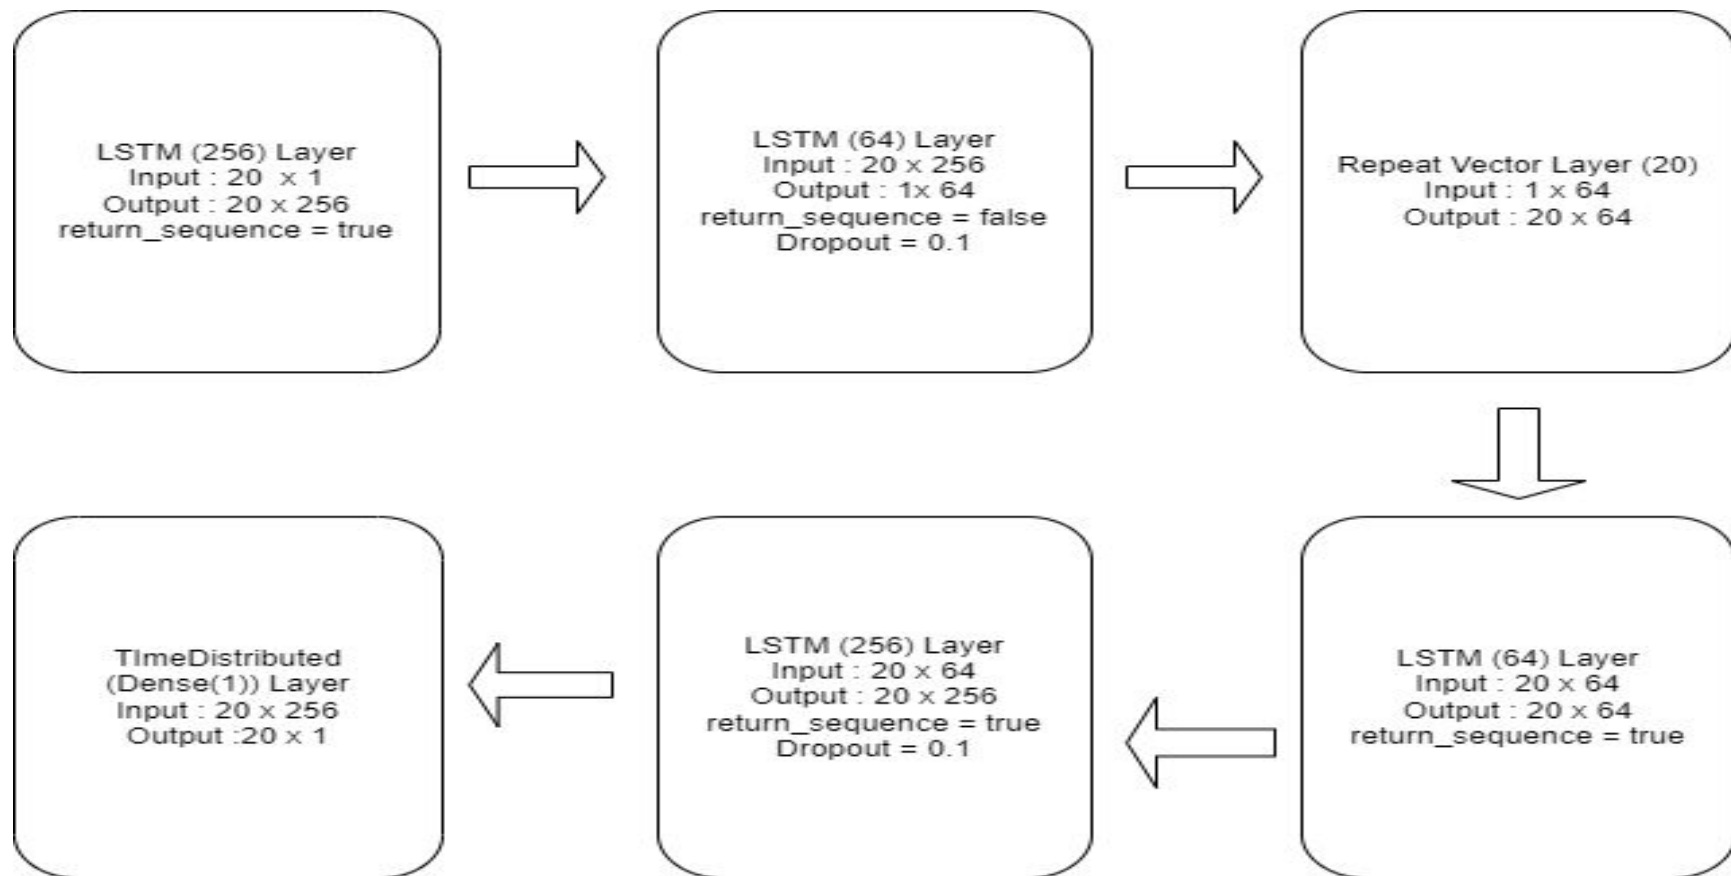 LSTM (256) Layer
Input : 20 x 1
Output : 20 x 256
return_sequence = true
LSTM (64) Layer
Input : 20 x 256
Output : 1x 64
return_sequence = false
Dropout = 0.1
Repeat Vector Layer (20)
Input : 1 x 64
Output : 20 x 64
LSTM (64) Layer
Input : 20 x 64
Output : 20 x 64
return_sequence = true
LSTM (256) Layer
Input : 20 x 64
Output : 20 x 256
return_sequence = true
Dropout = 0.1
TImeDistributed
(Dense(1)) Layer
Input : 20 x 256
Output :20 x 1